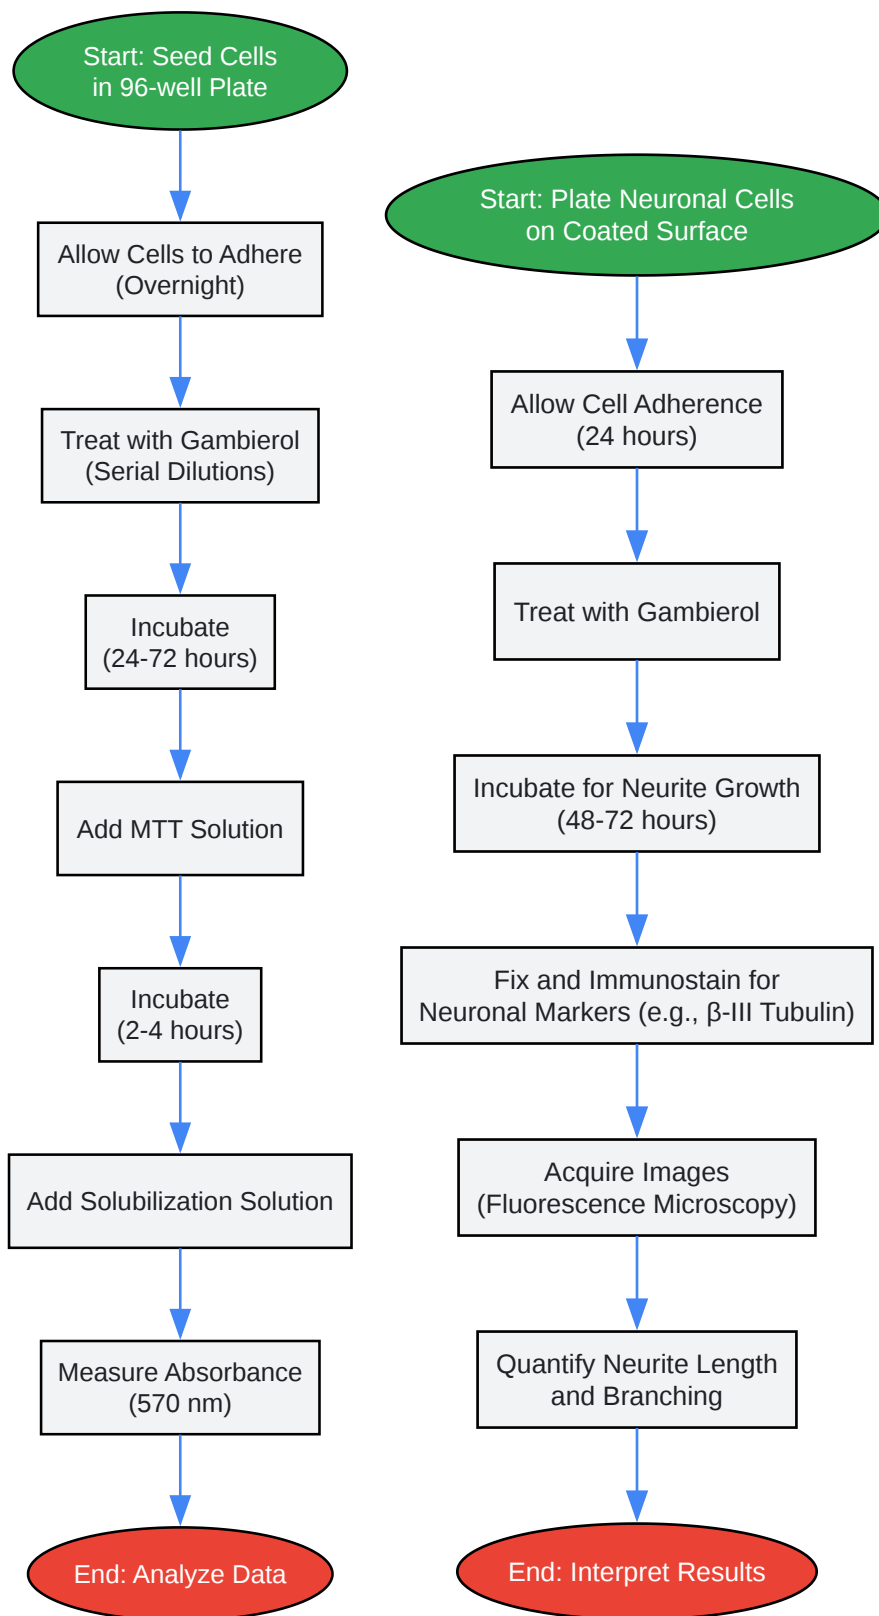 Start: Seed Cells
in 96-well Plate
Allow Cells to Adhere
(Overnight)
Treat with Gambierol
(Serial Dilutions)
Incubate
(24-72 hours)
Add MTT Solution
Incubate
(2-4 hours)
Add Solubilization Solution
Measure Absorbance
(570 nm)
End: Analyze Data
Start: Plate Neuronal Cells
on Coated Surface
Allow Cell Adherence
(24 hours)
Treat with Gambierol
Incubate for Neurite Growth
(48-72 hours)
Fix and Immunostain for
Neuronal Markers (e.g., β-III Tubulin)
Acquire Images
(Fluorescence Microscopy)
Quantify Neurite Length
and Branching
End: Interpret Results